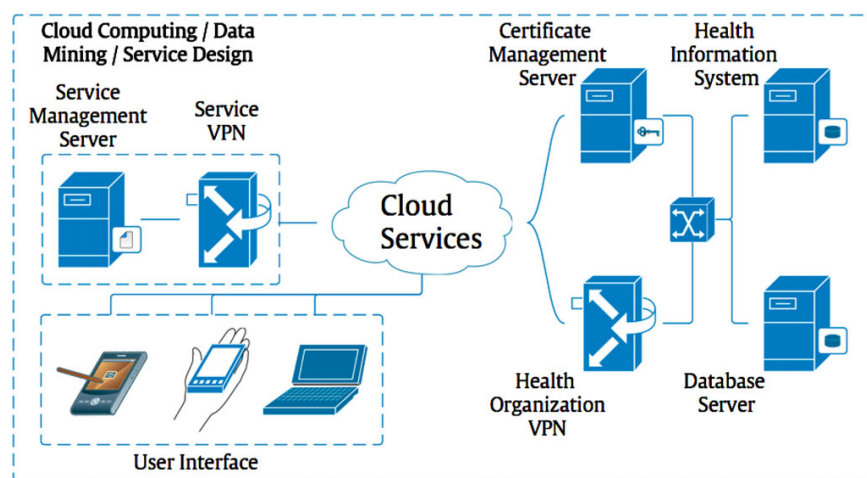 Cloud Computing / Data
Mining / Service Design
Service
Management
Server
Service
VPN
Cloud
Services
Certificate
Management
Server
Health
Information
System
Health
Organization
VPN
Database
Server
User Interface